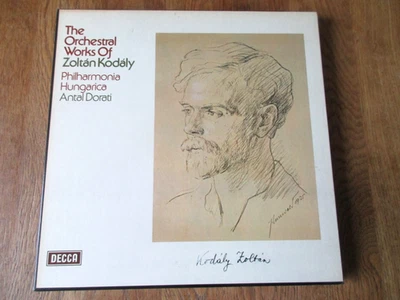 The
Orchestral
Works Of
Zoltán Kodály
Philharmonia
Hungarica
Antal Dorati
DECCA
Kodály Zoltán